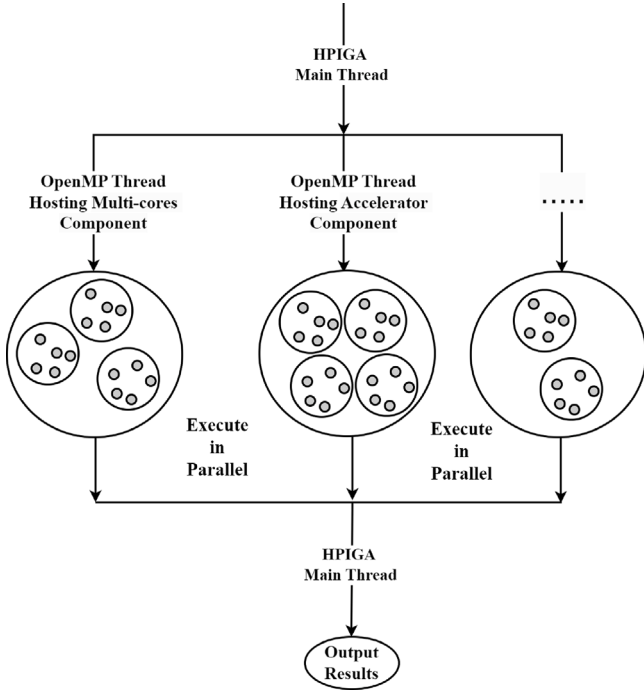 HPIGA
Main Thread
OpenMP Thread
Hosting Multi-cores
Component
OpenMP Thread
Hosting Accelerator
Component
.....
Execute
in
Parallel
Execute
in
Parallel
HPIGA
Main Thread
Output
Results